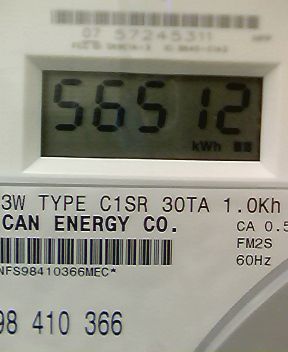 07 57245311
56512
kWh
3W TYPE C1SR 30TA 1.0Kh
CAN ENERGY CO.
CA 0.5
FM2S
NFS98410366MEC*
60Hz
98 410 366